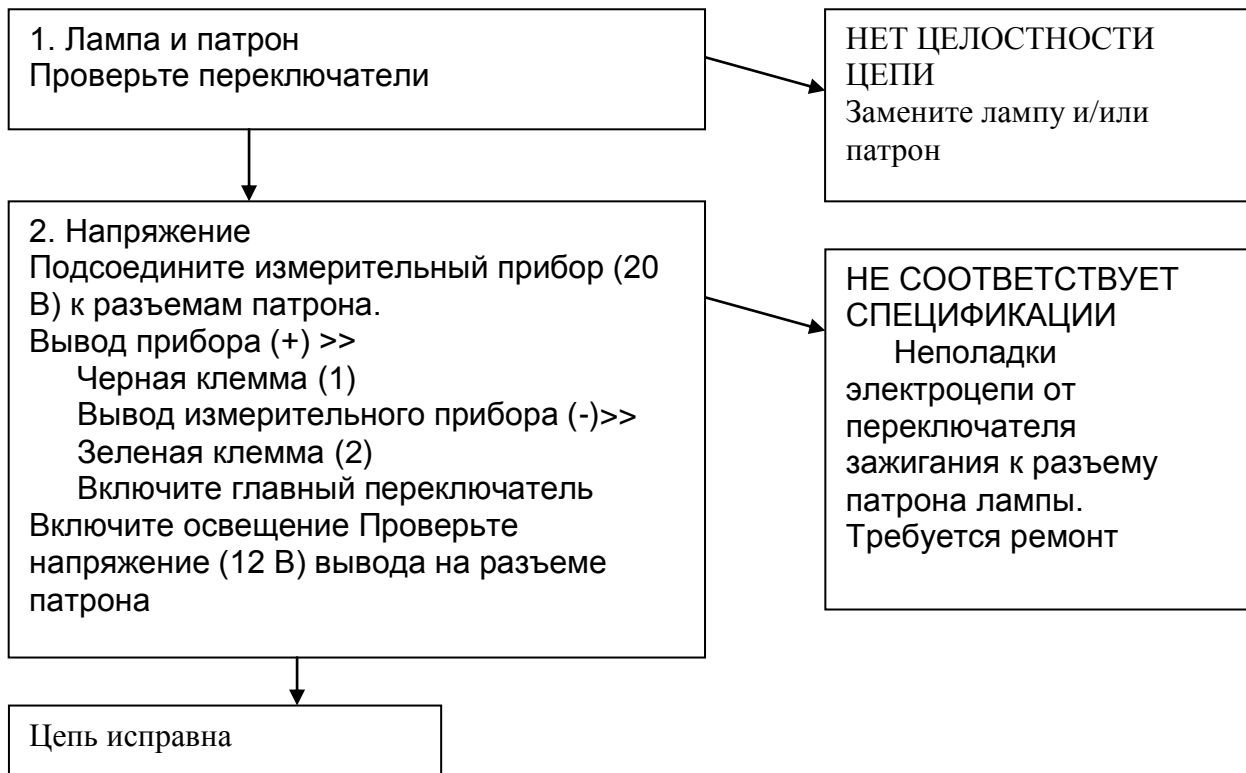 1. Лампа и патрон
Проверьте переключатели
НЕТ ЦЕЛОСТНОСТИ
ЦЕПИ
Замените лампу и/или
патрон
2. Напряжение
Подсоедините измерительный прибор (20
В) к разъемам патрона.
Вывод прибора (+) >>
Черная клемма (1)
Вывод измерительного прибора (-)>>
Зеленая клемма (2)
Включите главный переключатель
Включите освещение Проверьте
напряжение (12 В) вывода на разъеме
патрона
НЕ СООТВЕТСТВУЕТ
СПЕЦИФИКАЦИИ
Неполадки
электроцепи от
переключателя
зажигания к разъему
патрона лампы.
Требуется ремонт
Цепь исправна